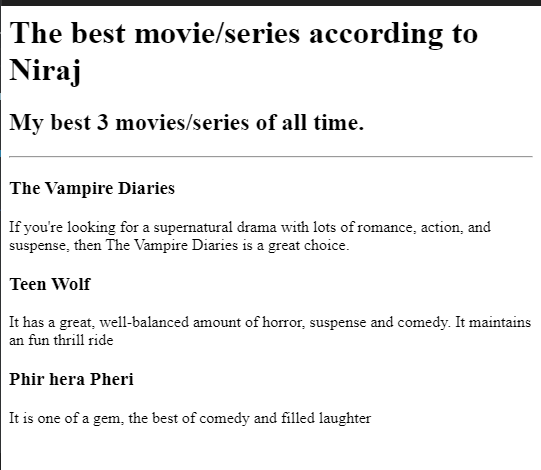 The best movie/series according to
Niraj
My best 3 movies/series of all time.
The Vampire Diaries
If you're looking for a supernatural drama with lots of romance, action, and
suspense, then The Vampire Diaries is a great choice.
Teen Wolf
It has a great, well-balanced amount of horror, suspense and comedy. It maintains
an fun thrill ride
Phir hera Pheri
It is one of a gem, the best of comedy and filled laughter